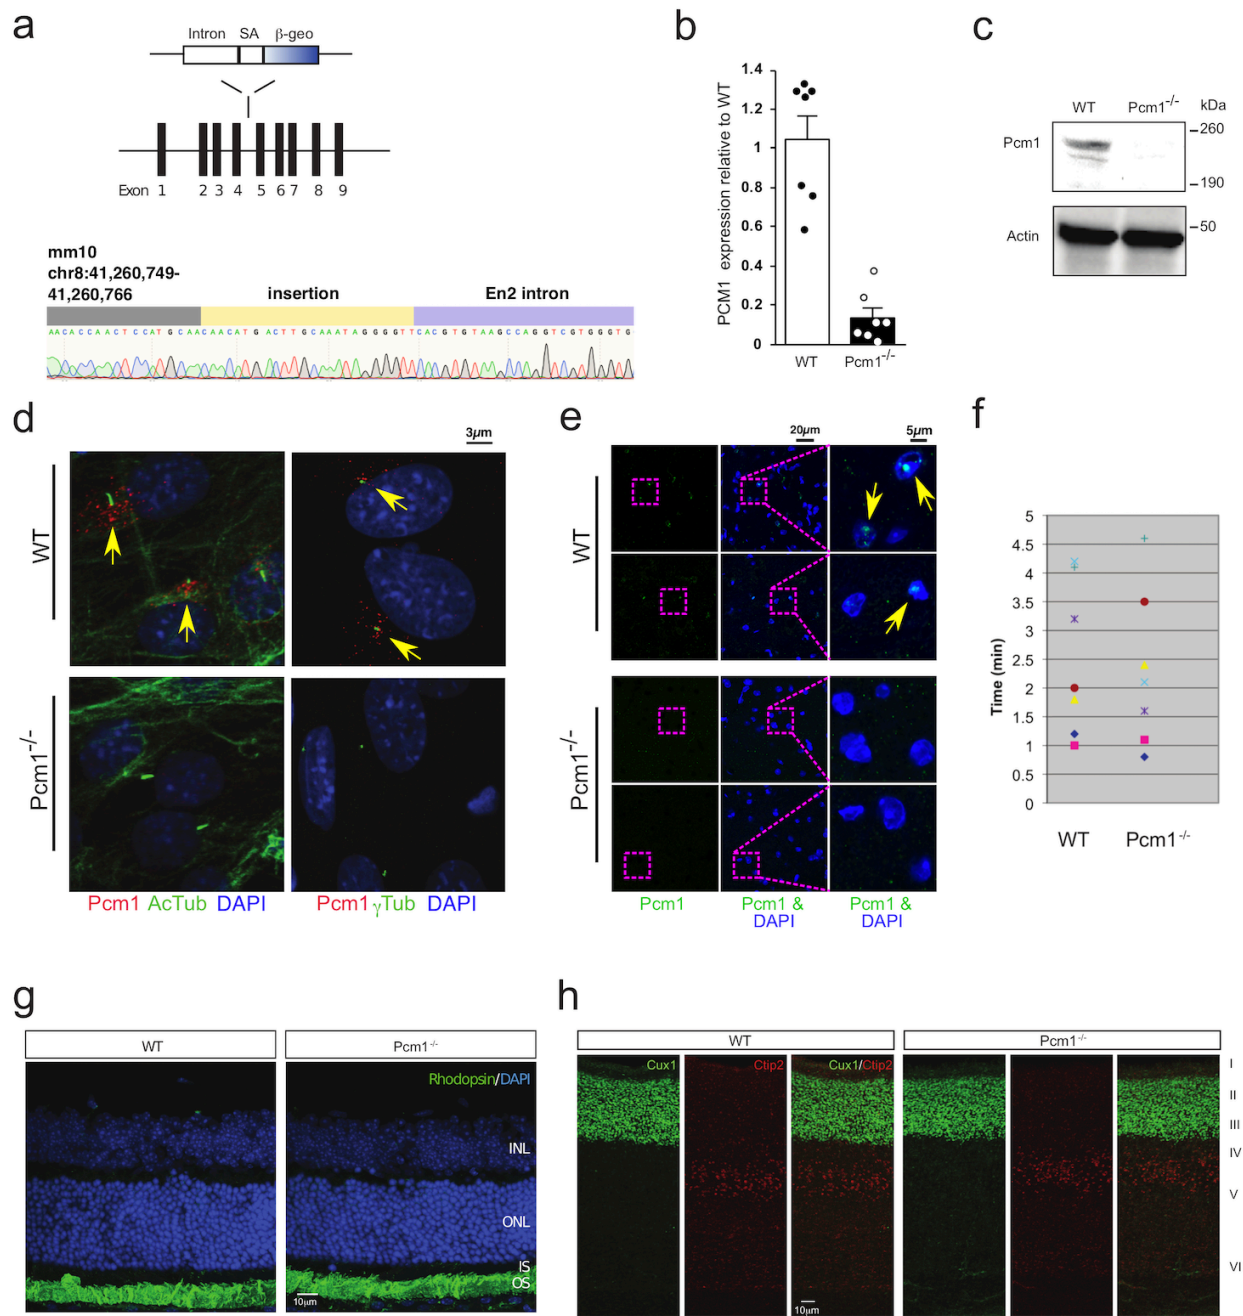 a
Intron SA β-geo
Exon 1 2 3 4 5 6 7 8 9
mm10
chr8:41,260,749-
41,260,766
insertion
En2 intron
AACACCAACTCCATGCAACAACATGACTTGCAAATAGGGGTTCACGTGTAAGCCAGGTCGTGGGTG
b
PCM1 expression relative to WT
1.4
1.2
1
0.8
0.6
0.4
0.2
0
WT Pcm1-/-
c
WT Pcm1-/- kDa
Pcm1
260
190
Actin
50
d
3µm
WT
Pcm1-/-
Pcm1 AcTub DAPI
Pcm1 γTub DAPI
e
20µm
5µm
WT
Pcm1-/-
Pcm1
Pcm1 &
DAPI
Pcm1 &
DAPI
f
Time (min)
5
4.5
4
3.5
3
2.5
2
1.5
1
0.5
0
WT Pcm1-/-
g
WT
Pcm1-/-
Rhodopsin/DAPI
INL
ONL
IS
OS
10µm
h
WT
Pcm1-/-
Cux1
Ctip2
Cux1/Ctip2
I
II
III
IV
V
VI
10µm